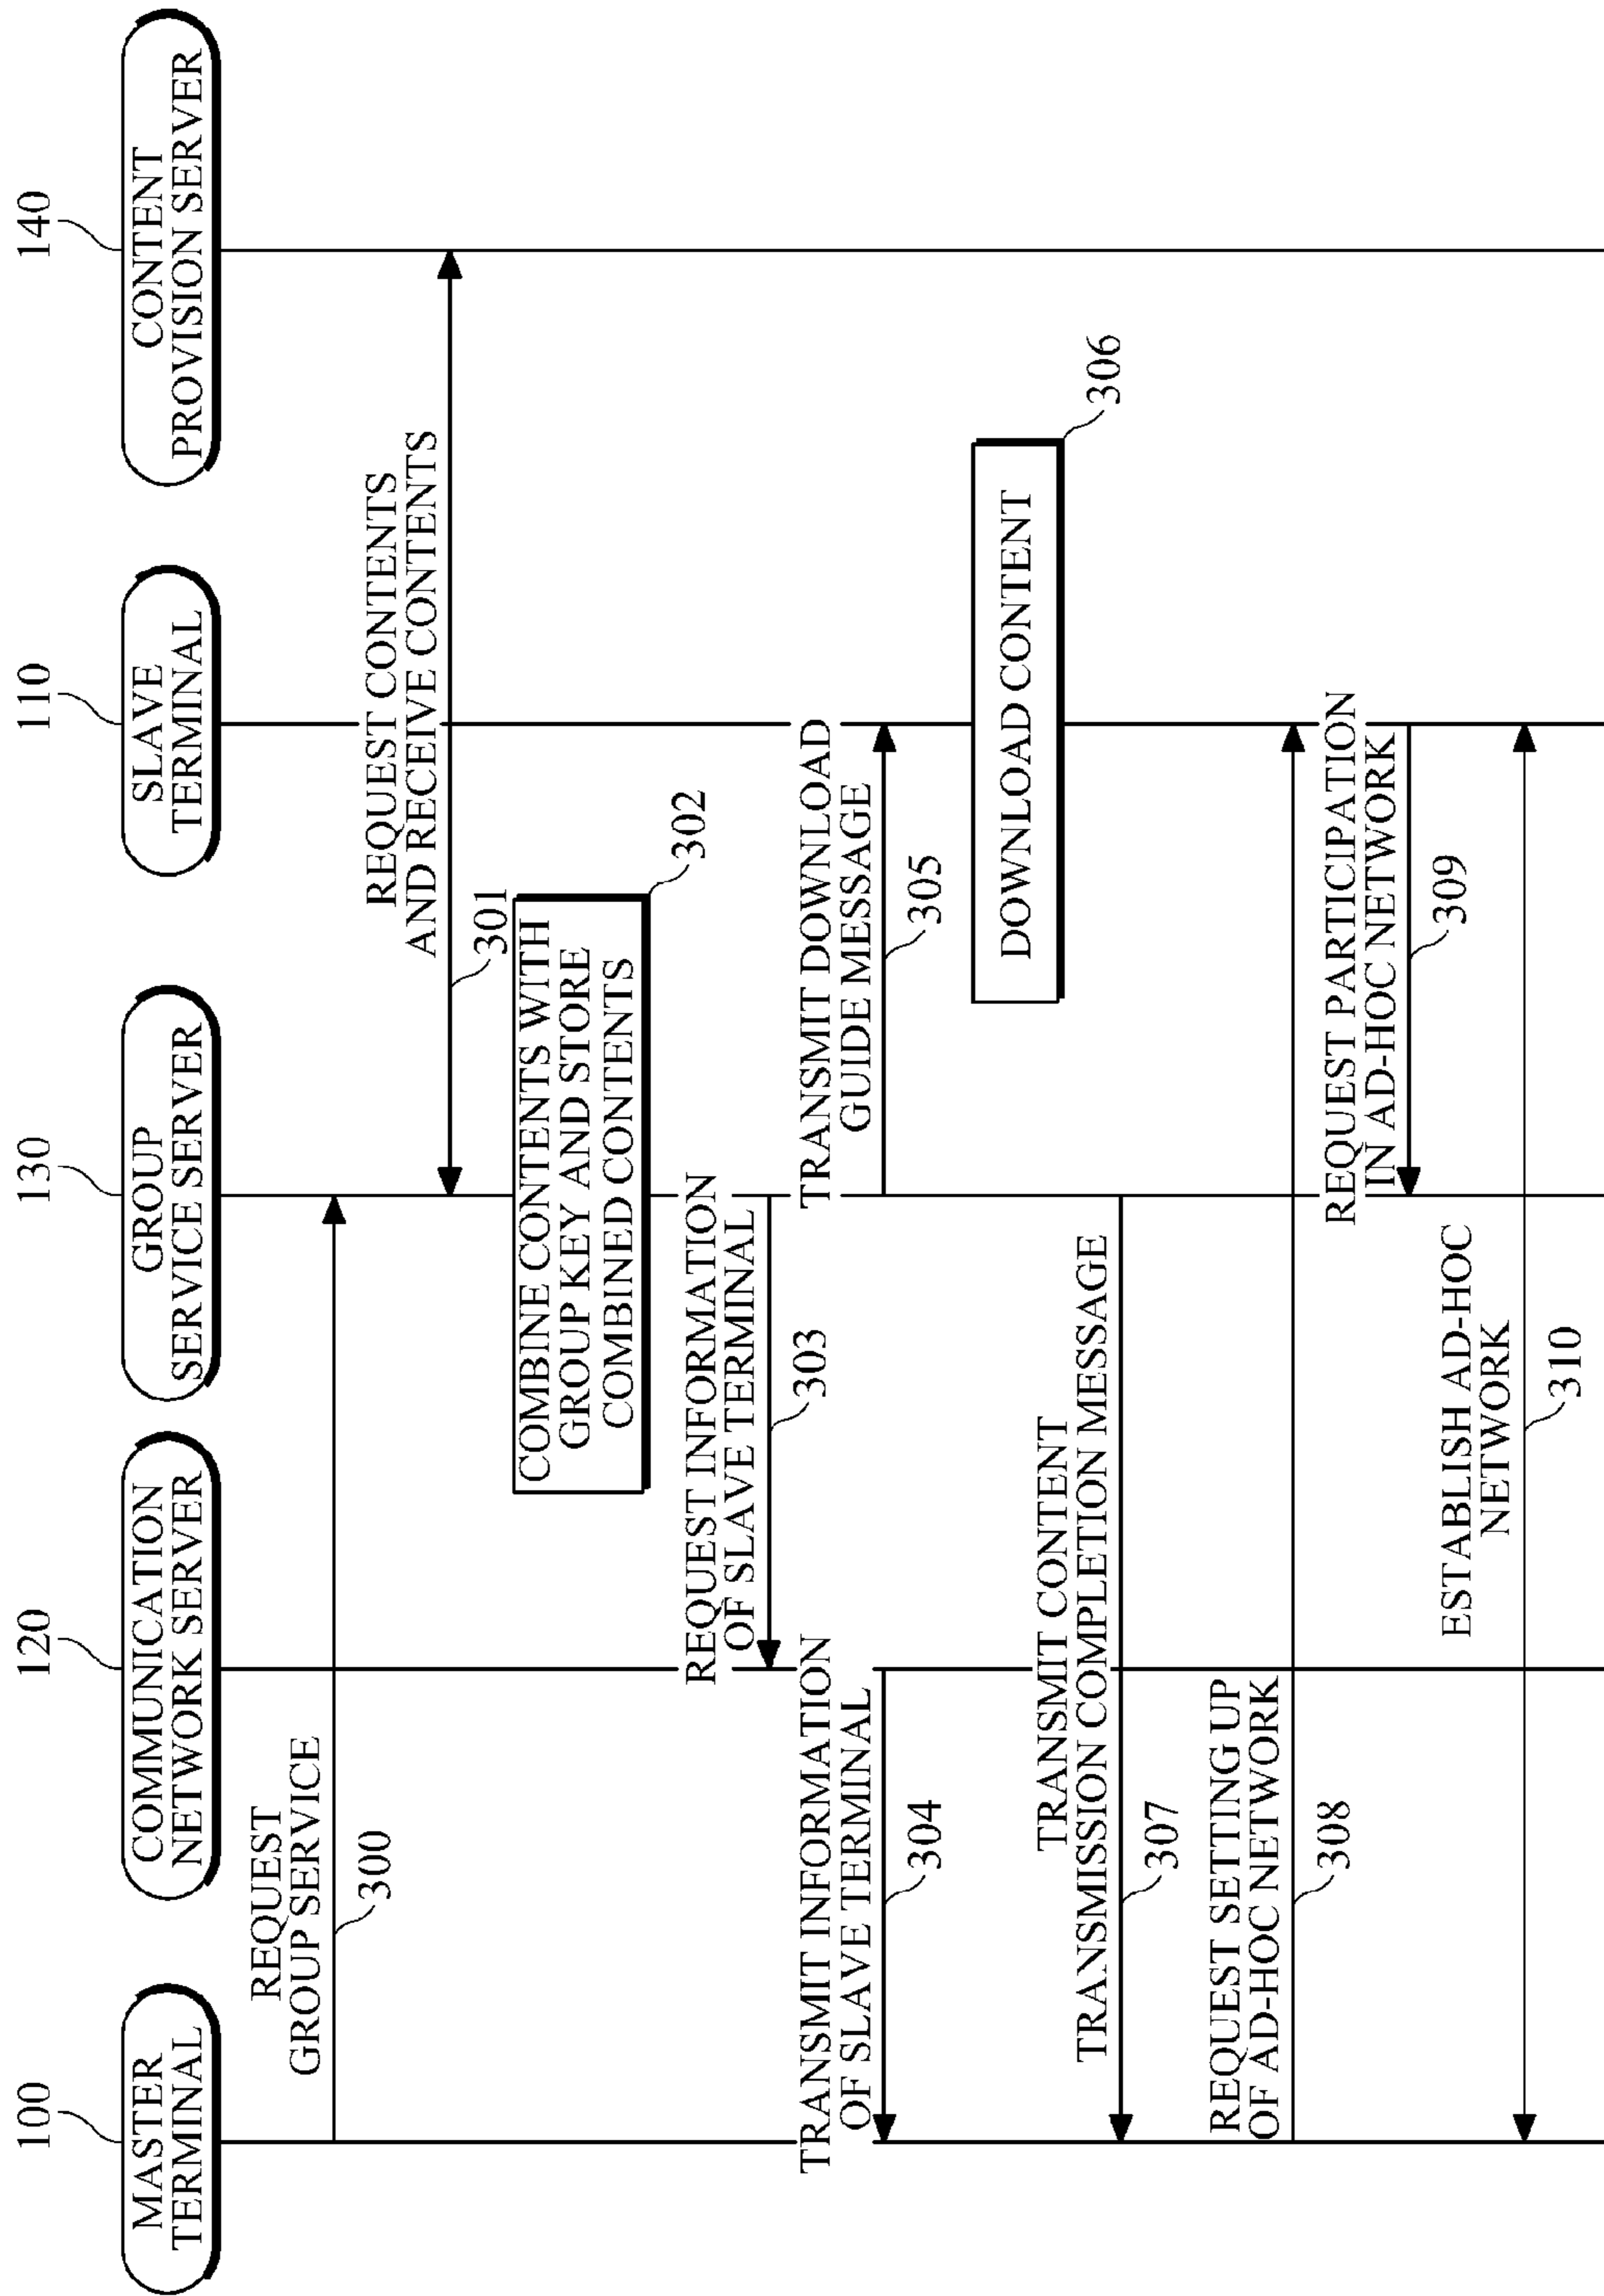 100
MASTER
TERMINAL
120
COMMUNICATION
NETWORK SERVER
130
GROUP
SERVICE SERVER
110
SLAVE
TERMINAL
140
CONTENT
PROVISION SERVER
REQUEST
GROUP SERVICE
300
REQUEST CONTENTS
AND RECEIVE CONTENTS
301
COMBINE CONTENTS WITH
GROUP KEY AND STORE
COMBINED CONTENTS
302
REQUEST INFORMATION
OF SLAVE TERMINAL
303
TRANSMIT INFORMATION
OF SLAVE TERMINAL
304
TRANSMIT DOWNLOAD
GUIDE MESSAGE
305
DOWNLOAD CONTENT
306
TRANSMIT CONTENT
TRANSMISSION COMPLETION MESSAGE
307
REQUEST SETTING UP
OF AD-HOC NETWORK
308
REQUEST PARTICIPATION
IN AD-HOC NETWORK
309
ESTABLISH AD-HOC
NETWORK
310